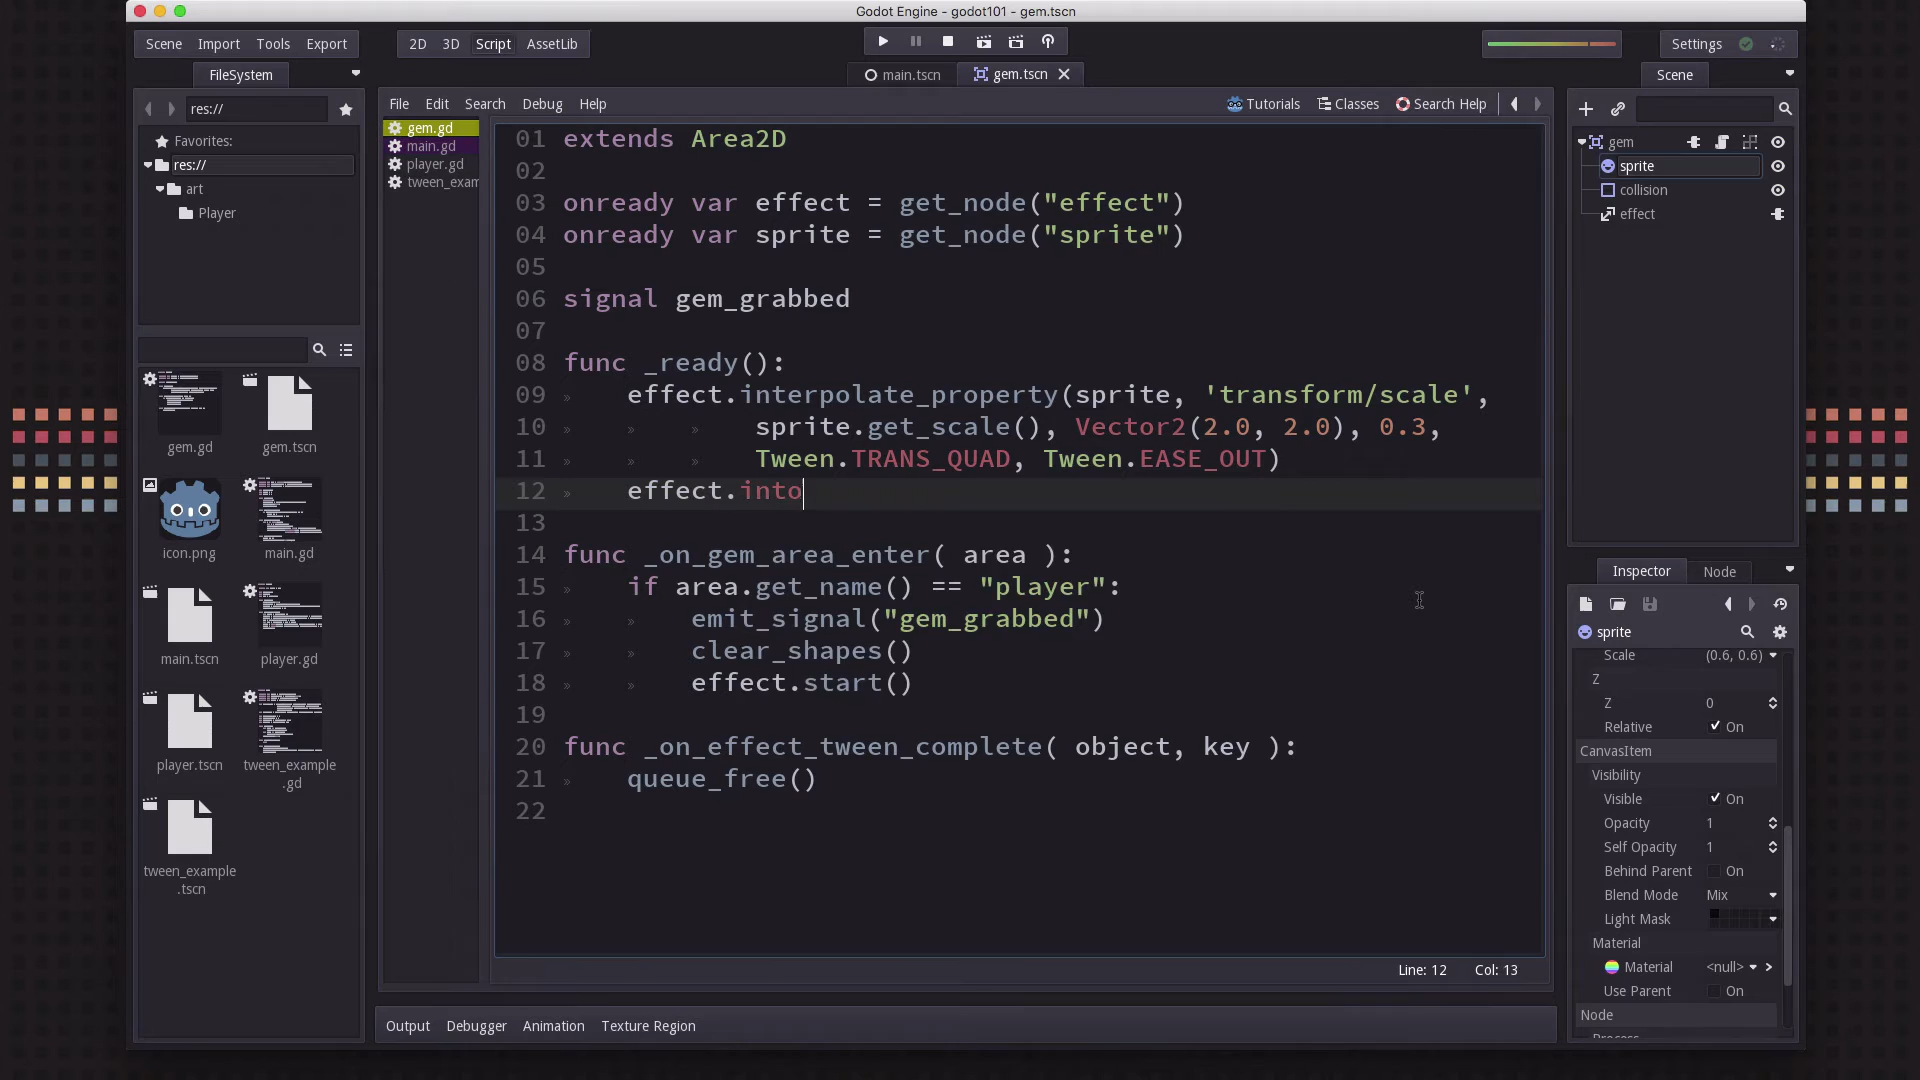 Godot Engine - godot101 - gem.tscn
Scene Import Tools Export
2D 3D Script AssetLib
Settings
FileSystem
main.tscn
gem.tscn
Scene
res://
File Edit Search Debug Help
Tutorials Classes Search Help
gem.gd
main.gd
player.gd
tween_exam
Favorites:
res://
art
Player
gem.gd
gem.tscn
icon.png
main.gd
main.tscn
player.gd
player.tscn
tween_example
.gd
tween_example
.tscn
01 extends Area2D
02
03 onready var effect = get_node("effect")
04 onready var sprite = get_node("sprite")
05
06 signal gem_grabbed
07
08 func _ready():
09 effect.interpolate_property(sprite, 'transform/scale',
10 sprite.get_scale(), Vector2(2.0, 2.0), 0.3,
11 Tween.TRANS_QUAD, Tween.EASE_OUT)
12 effect.into
13
14 func _on_gem_area_enter( area ):
15 if area.get_name() == "player":
16 emit_signal("gem_grabbed")
17 clear_shapes()
18 effect.start()
19
20 func _on_effect_tween_complete( object, key ):
21 queue_free()
22
Line: 12 Col: 13
Output Debugger Animation Texture Region
gem
sprite
collision
effect
Inspector Node
sprite
Scale (0.6, 0.6)
Z
Z 0
Relative On
CanvasItem
Visibility
Visible On
Opacity 1
Self Opacity 1
Behind Parent On
Blend Mode Mix
Light Mask
Material
Material <null>
Use Parent On
Node